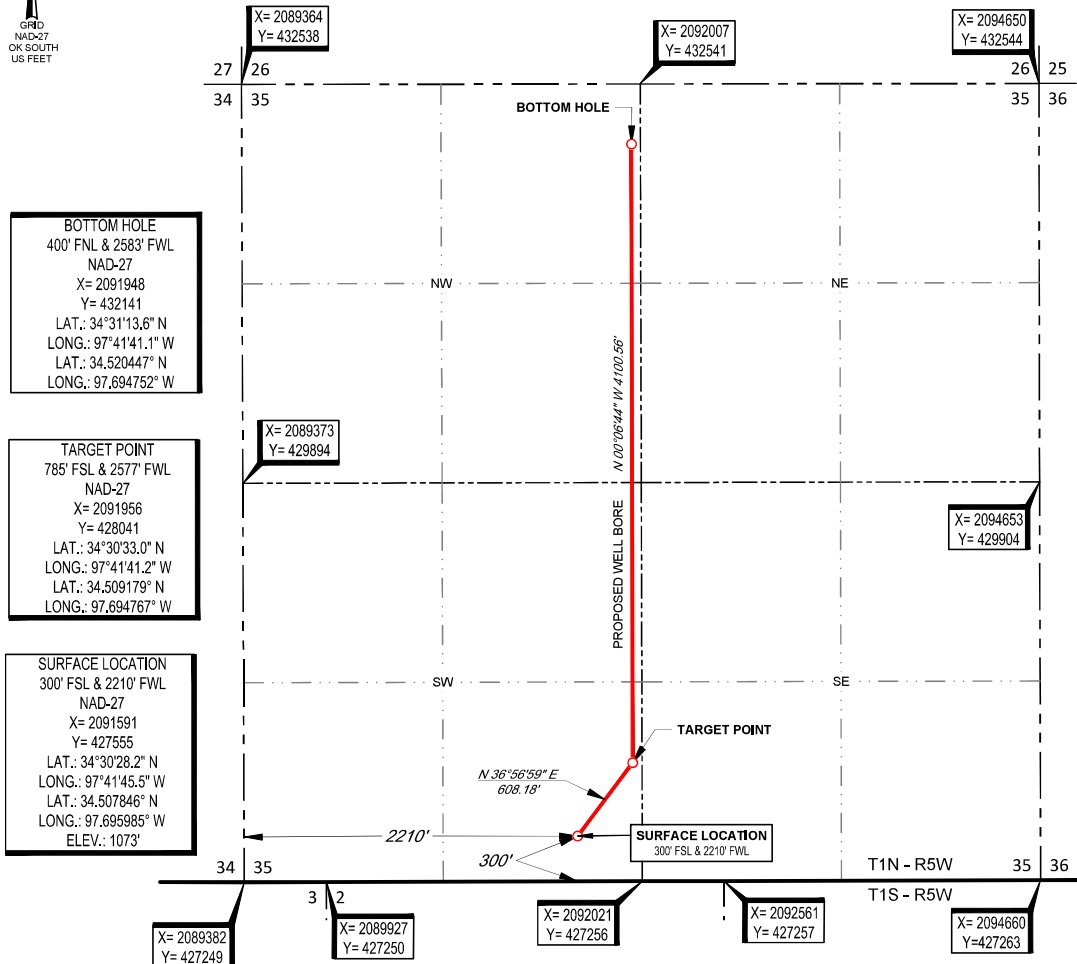 GRID
NAD-27
OK SOUTH
US FEET
X= 2089364
Y= 432538
X= 2092007
Y= 432541
X= 2094650
Y= 432544
27 26
34 35
26 25
35 36
BOTTOM HOLE
BOTTOM HOLE
400' FNL & 2583' FWL
NAD-27
X= 2091948
Y= 432141
LAT.: 34°31'13.6" N
LONG.: 97°41'41.1" W
LAT.: 34.520447° N
LONG.: 97.694752° W
NW
NE
N 00°06'44" W 4100.56'
X= 2089373
Y= 429894
TARGET POINT
785' FSL & 2577' FWL
NAD-27
X= 2091956
Y= 428041
LAT.: 34°30'33.0" N
LONG.: 97°41'41.2" W
LAT.: 34.509179° N
LONG.: 97.694767° W
X= 2094653
Y= 429904
PROPOSED WELL BORE
SURFACE LOCATION
300' FSL & 2210' FWL
NAD-27
X= 2091591
Y= 427555
LAT.: 34°30'28.2" N
LONG.: 97°41'45.5" W
LAT.: 34.507846° N
LONG.: 97.695985° W
ELEV.: 1073'
SW
SE
TARGET POINT
N 36°56'59" E
608.18'
2210'
SURFACE LOCATION
300' FSL & 2210' FWL
300'
34 35
T1N - R5W
35 36
3 2
T1S - R5W
X= 2089382
Y= 427249
X= 2089927
Y= 427250
X= 2092021
Y= 427256
X= 2092561
Y= 427257
X= 2094660
Y=427263